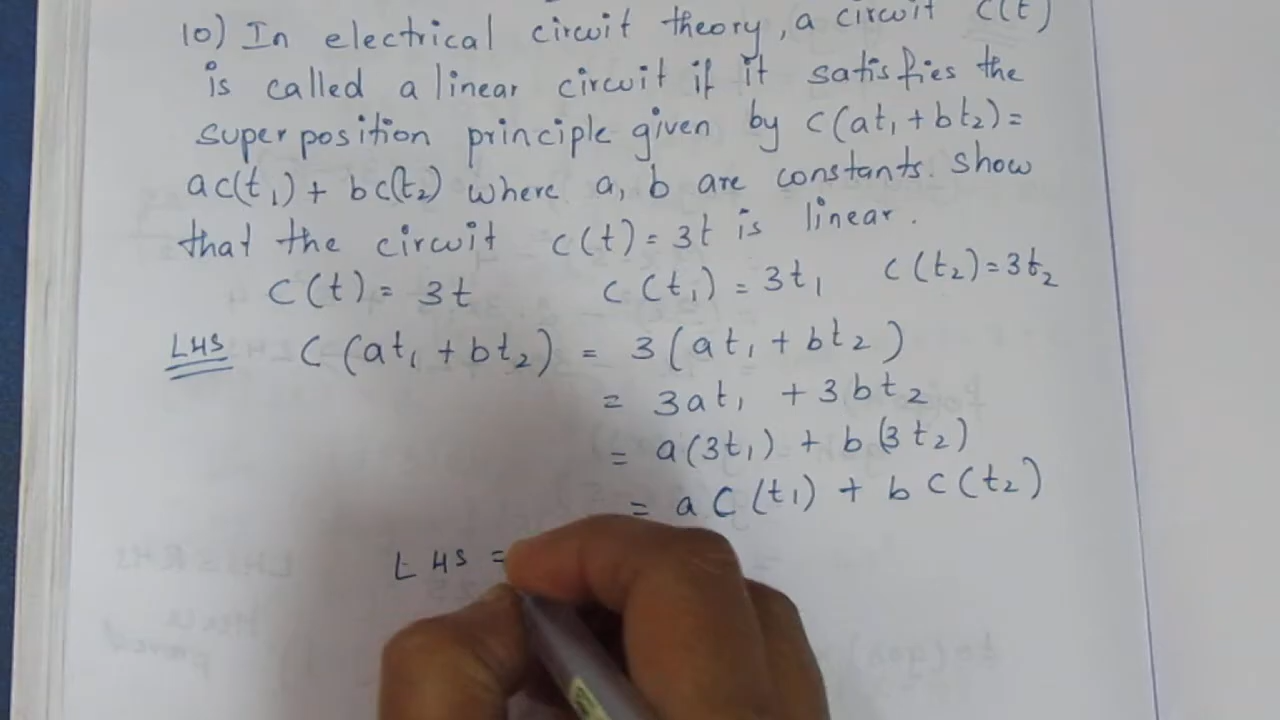 10) In electrical circuit theory, a circuit C(t)
is called a linear circuit if it satisfies the
superposition principle given by C(at₁ + bt₂) =
ac(t₁) + bc(t₂) where a, b are constants. Show
that the circuit C(t) = 3t is linear.
C(t) = 3t C(t₁) = 3t₁ C(t₂) = 3t₂
LHS C(at₁ + bt₂) = 3(at₁ + bt₂)
= 3at₁ + 3bt₂
= a(3t₁) + b(3t₂)
= a C(t₁) + b C(t₂)
LHS =